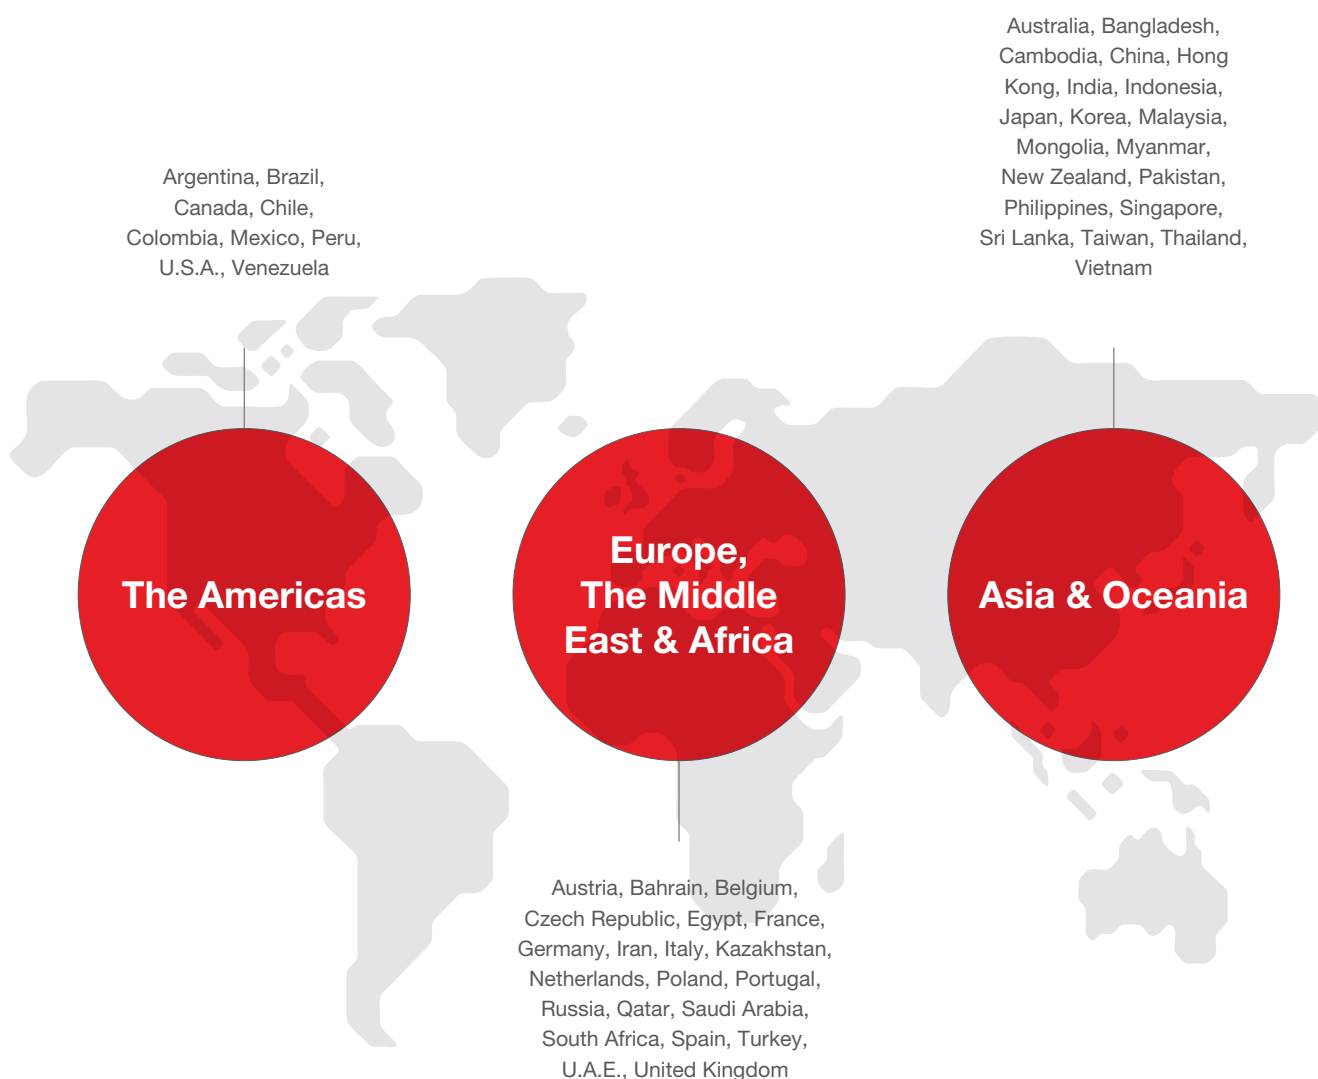 Argentina, Brazil,
Canada, Chile,
Colombia, Mexico, Peru,
U.S.A., Venezuela
The Americas
Europe,
The Middle
East & Africa
Austria, Bahrain, Belgium,
Czech Republic, Egypt, France,
Germany, Iran, Italy, Kazakhstan,
Netherlands, Poland, Portugal,
Russia, Qatar, Saudi Arabia,
South Africa, Spain, Turkey,
U.A.E., United Kingdom
Australia, Bangladesh,
Cambodia, China, Hong
Kong, India, Indonesia,
Japan, Korea, Malaysia,
Mongolia, Myanmar,
New Zealand, Pakistan,
Philippines, Singapore,
Sri Lanka, Taiwan, Thailand,
Vietnam
Asia & Oceania